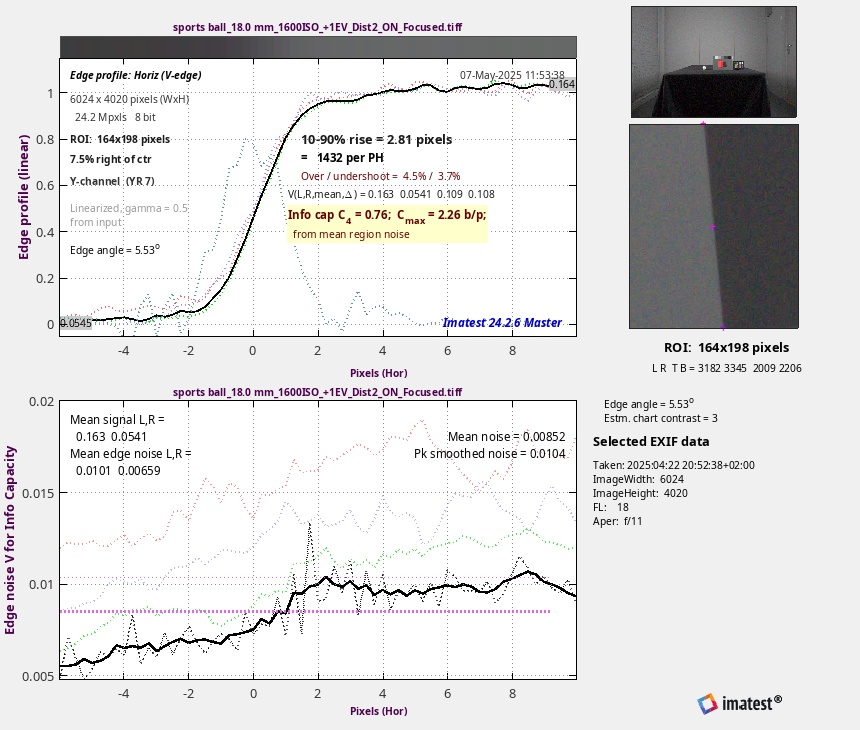 sports ball_18.0 mm_1600ISO_+1EV_Dist2_ON_Focused.tiff
Edge profile: Horiz (V-edge)
07-May-2025 11:53:38
0.164
6024 x 4020 pixels (WxH)
24.2 Mpxls 8 bit
ROI: 164x198 pixels
7.5% right of ctr
Y-channel (YR 7)
Linearized, gamma = 0.5
from input
Edge angle = 5.53o
10-90% rise = 2.81 pixels
= 1432 per PH
Over / undershoot = 4.5% / 3.7%
V(L,R,mean,Δ) = 0.163 0.0541 0.109 0.108
Info cap C4 = 0.76; Cmax = 2.26 b/p;
from mean region noise
0.0545
Imatest 24.2.6 Master
Edge profile (linear)
1
0.8
0.6
0.4
0.2
0
-4 -2 0 2 4 6 8
Pixels (Hor)
sports ball_18.0 mm_1600ISO_+1EV_Dist2_ON_Focused.tiff
Mean signal L,R =
0.163 0.0541
Mean edge noise L,R =
0.0101 0.00659
Mean noise = 0.00852
Pk smoothed noise = 0.0104
Edge noise V for Info Capacity
0.02
0.015
0.01
0.005
-4 -2 0 2 4 6 8
Pixels (Hor)
ROI: 164x198 pixels
L R T B = 3182 3345 2009 2206
Edge angle = 5.53o
Estm. chart contrast = 3
Selected EXIF data
Taken: 2025:04:22 20:52:38+02:00
ImageWidth: 6024
ImageHeight: 4020
FL: 18
Aper: f/11
imatest®